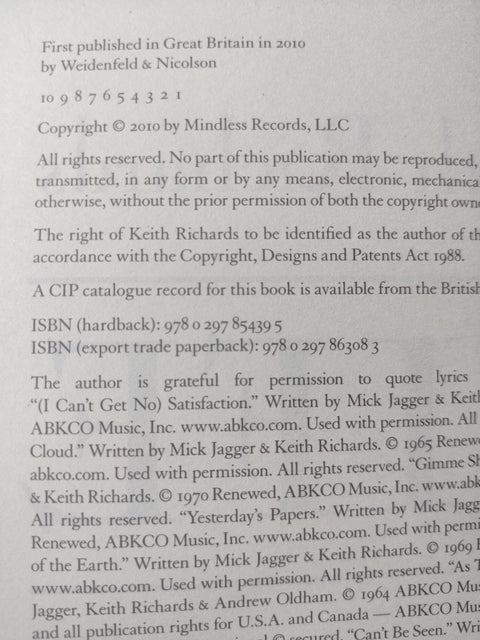 First published in Great Britain in 2010
by Weidenfeld & Nicolson
10 9 8 7 6 5 4 3 2 1
Copyright © 2010 by Mindless Records, LLC
All rights reserved. No part of this publication may be reproduced,
transmitted, in any form or by any means, electronic, mechanica
otherwise, without the prior permission of both the copyright own
The right of Keith Richards to be identified as the author of th
accordance with the Copyright, Designs and Patents Act 1988.
A CIP catalogue record for this book is available from the British
ISBN (hardback): 978 0 297 85439 5
ISBN (export trade paperback): 978 0 297 86308 3
The author is grateful for permission to quote lyrics
“(I Can’t Get No) Satisfaction.” Written by Mick Jagger & Keit
ABKCO Music, Inc. www.abkco.com. Used with permission. All
Cloud.” Written by Mick Jagger & Keith Richards. © 1965 Renew
abkco.com. Used with permission. All rights reserved. “Gimme Sh
& Keith Richards. © 1970 Renewed, ABKCO Music, Inc. www.abk
All rights reserved. “Yesterday’s Papers.” Written by Mick Jagg
Renewed, ABKCO Music, Inc. www.abkco.com. Used with permi
of the Earth.” Written by Mick Jagger & Keith Richards. © 1969
www.abkco.com. Used with permission. All rights reserved. “As T
Jagger, Keith Richards & Andrew Oldham. © 1964 ABKCO Mu
and all publication rights for U.S.A. and Canada — ABKCO Mus
secured. “Can’t Be Seen.” Writ